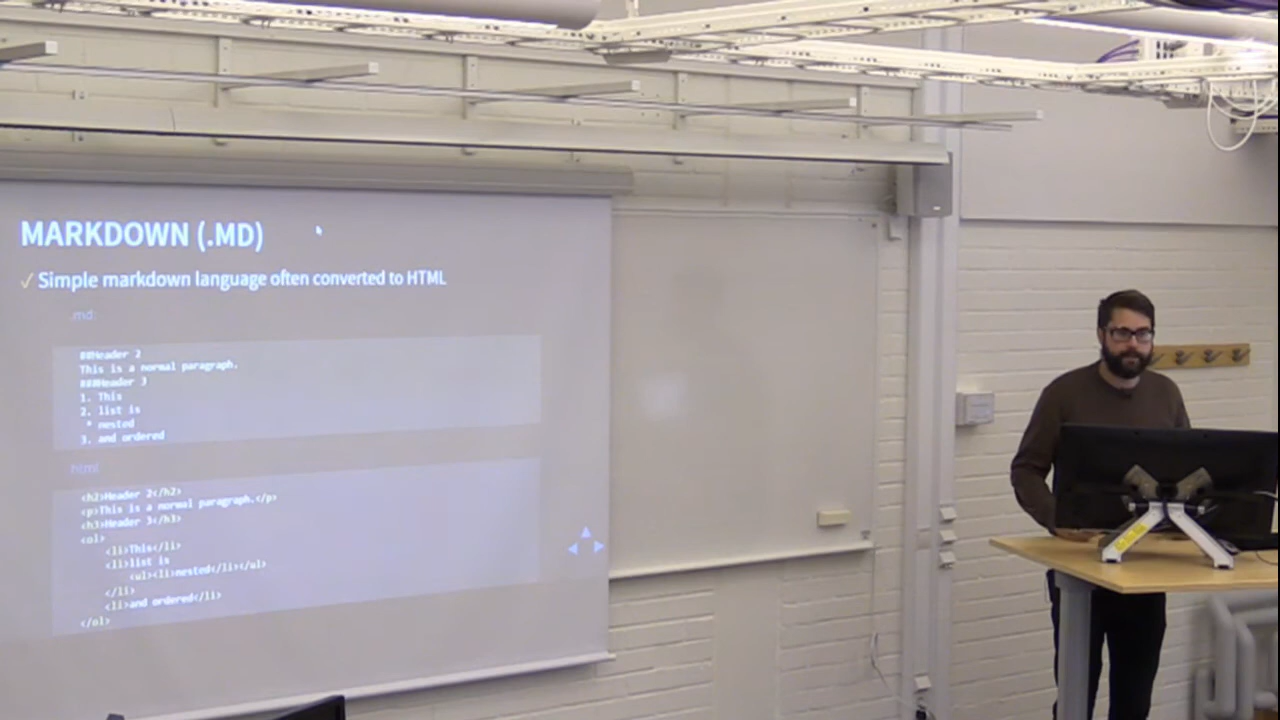 MARKDOWN (.MD)
✓ Simple markdown language often converted to HTML
.md:
##Header 2
This is a normal paragraph.
###Header 3
1. This
2. list is
 * nested
3. and ordered
html:
<h2>Header 2</h2>
<p>This is a normal paragraph.</p>
<h3>Header 3</h3>
<ol>
    <li>This</li>
    <li>list is
        <ul><li>nested</li></ul>
    </li>
    <li>and ordered</li>
</ol>